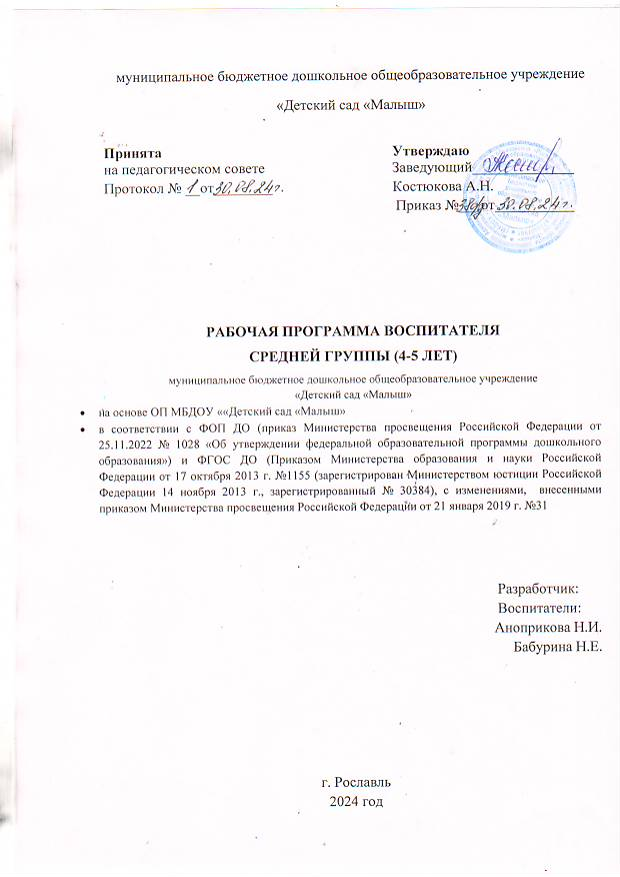 муниципальное бюджетное дошкольное общеобразовательное учреждение
«Детский сад «Малыш»
Принята
на педагогическом совете
Протокол № 1 от 30.08.24г.
Утверждаю
Заведующий
Костюкова А.Н.
Приказ № от 30.08.24г.
РАБОЧАЯ ПРОГРАММА ВОСПИТАТЕЛЯ
СРЕДНЕЙ ГРУППЫ (4-5 ЛЕТ)
муниципальное бюджетное дошкольное общеобразовательное учреждение
«Детский сад «Малыш»
• на основе ОП МБДОУ ««Детский сад «Малыш»
• в соответствии с ФОП ДО (приказ Министерства просвещения Российской Федерации от
25.11.2022 № 1028 «Об утверждении федеральной образовательной программы дошкольного
образования») и ФГОС ДО (Приказом Министерства образования и науки Российской
Федерации от 17 октября 2013 г. №1155 (зарегистрирован Министерством юстиции Российской
Федерации 14 ноября 2013 г., зарегистрированный № 30384), с изменениями, внесенными
приказом Министерства просвещения Российской Федерации от 21 января 2019 г. №31
Разработчик:
Воспитатели:
Аноприкова Н.И.
Бабурина Н.Е.
г. Рославль
2024 год